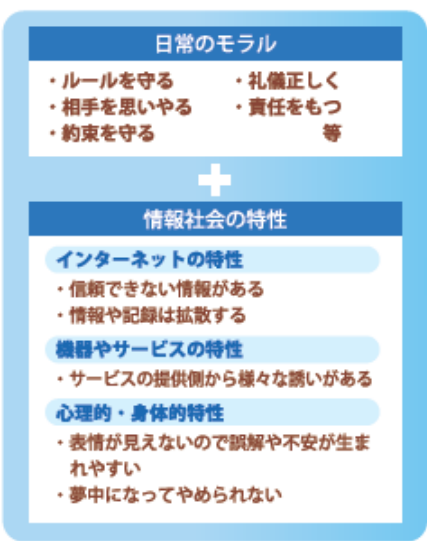 日常のモラル
・ルールを守る ・礼儀正しく
・相手を思いやる ・責任をもつ
・約束を守る 等
+
情報社会の特性
インターネットの特性
・信頼できない情報がある
・情報や記録は拡散する
機器やサービスの特性
・サービスの提供側から様々な誘いがある
心理的・身体的特性
・表情が見えないので誤解や不安が生ま
れやすい
・夢中になってやめられない